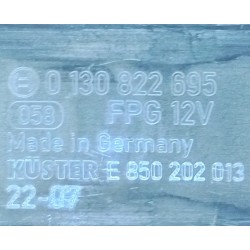 E 0 130 822 695
059 FPG 12V
Made in Germany
KÜSTER E 850 202 013
22-07